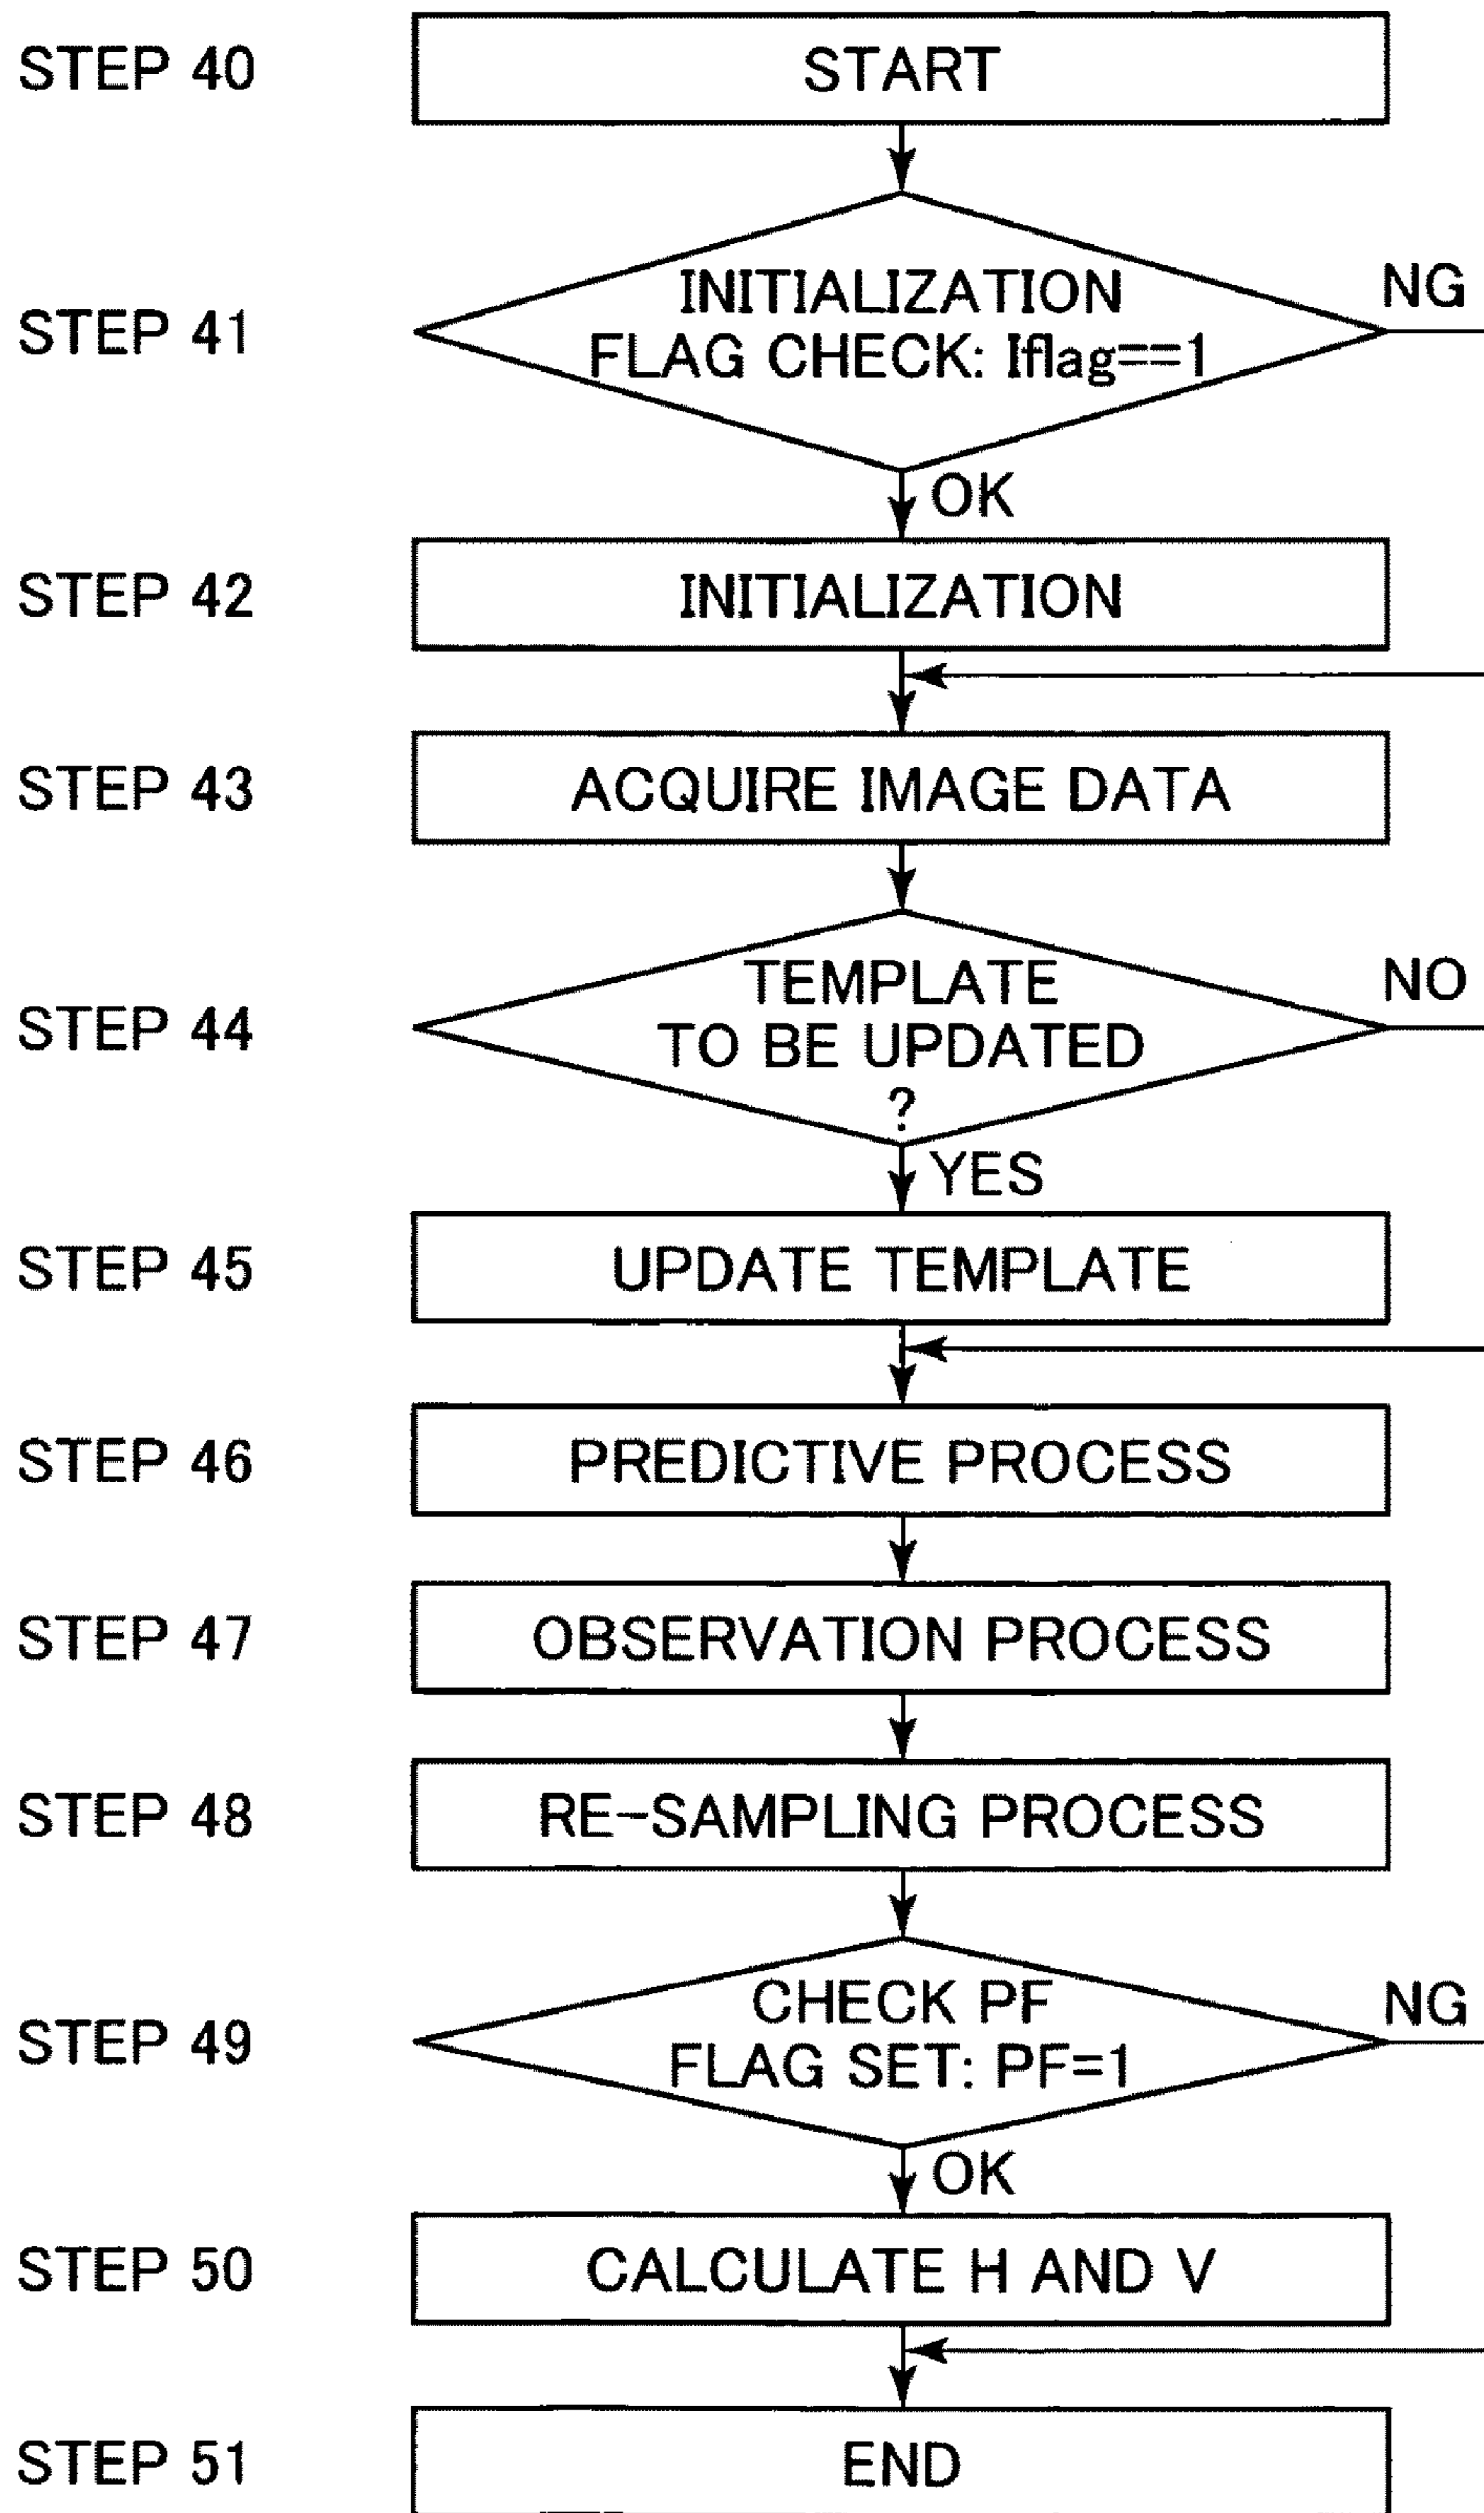 STEP 40
START
STEP 41
INITIALIZATION
FLAG CHECK: Iflag==1
NG
OK
STEP 42
INITIALIZATION
STEP 43
ACQUIRE IMAGE DATA
STEP 44
TEMPLATE
TO BE UPDATED
?
NO
YES
STEP 45
UPDATE TEMPLATE
STEP 46
PREDICTIVE PROCESS
STEP 47
OBSERVATION PROCESS
STEP 48
RE-SAMPLING PROCESS
STEP 49
CHECK PF
FLAG SET: PF=1
NG
OK
STEP 50
CALCULATE H AND V
STEP 51
END